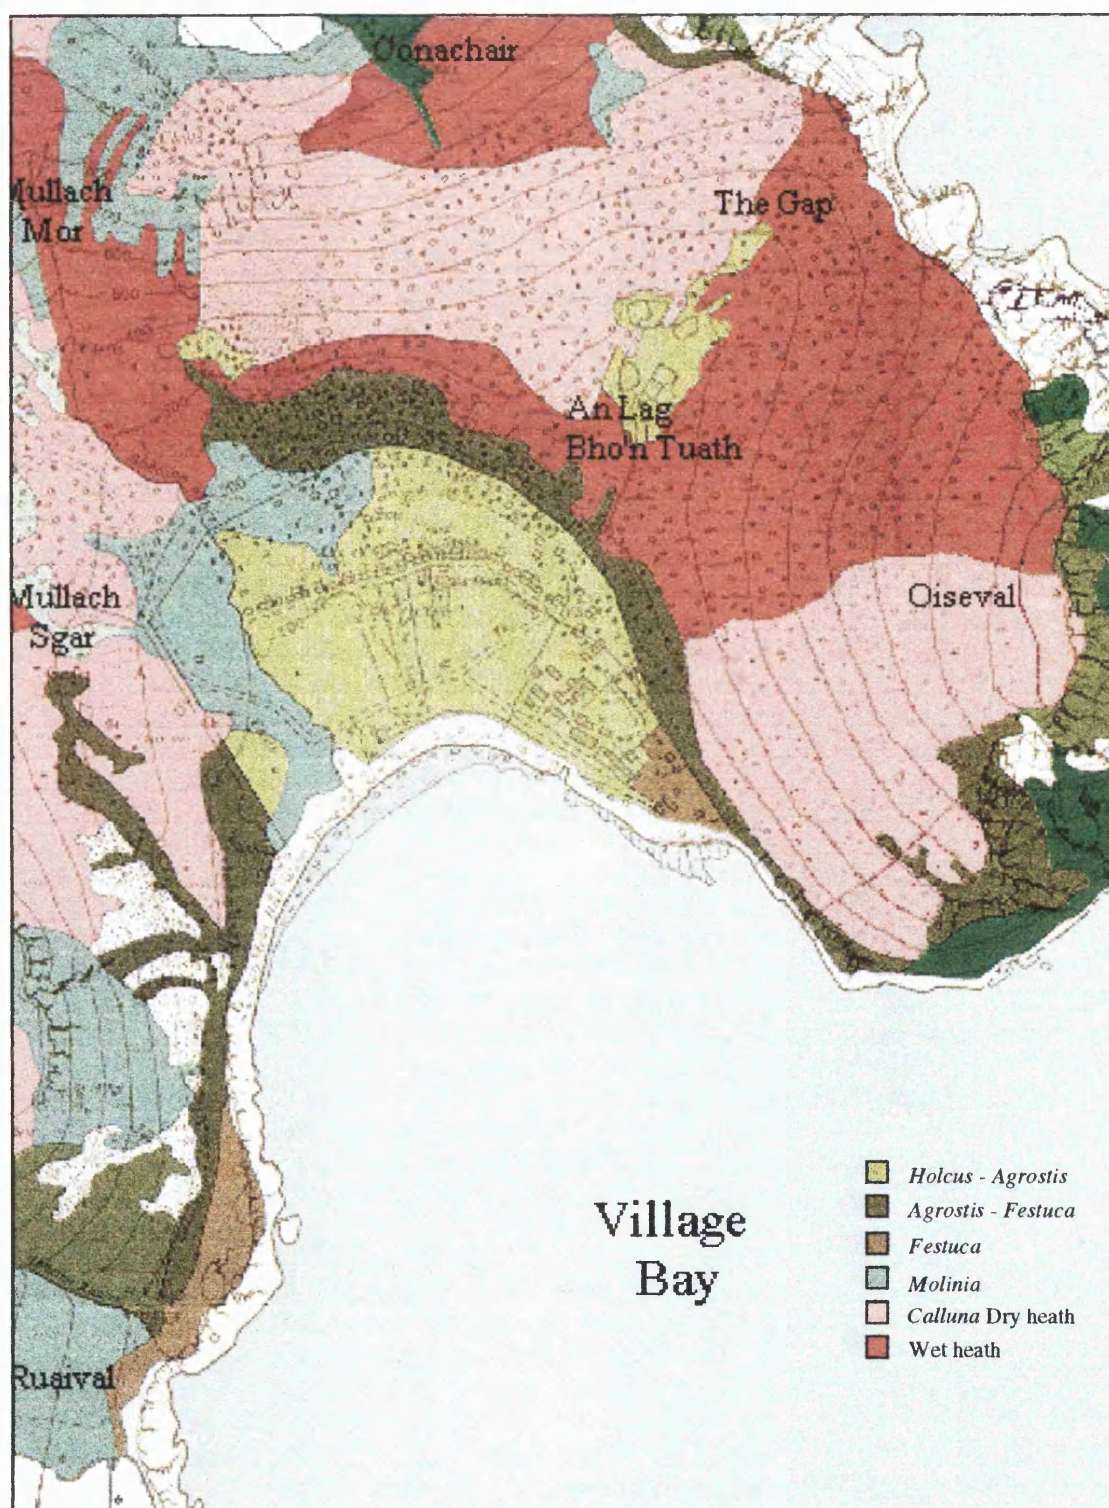 Conachair
Mullach
Mor
The Gap
An Lag
Bho'n Tuath
Mullach
Sgar
Oiseval
Village
Bay
Holcus - Agrostis
Agrostis - Festuca
Festuca
Molinia
Calluna Dry heath
Wet heath
Ruaival